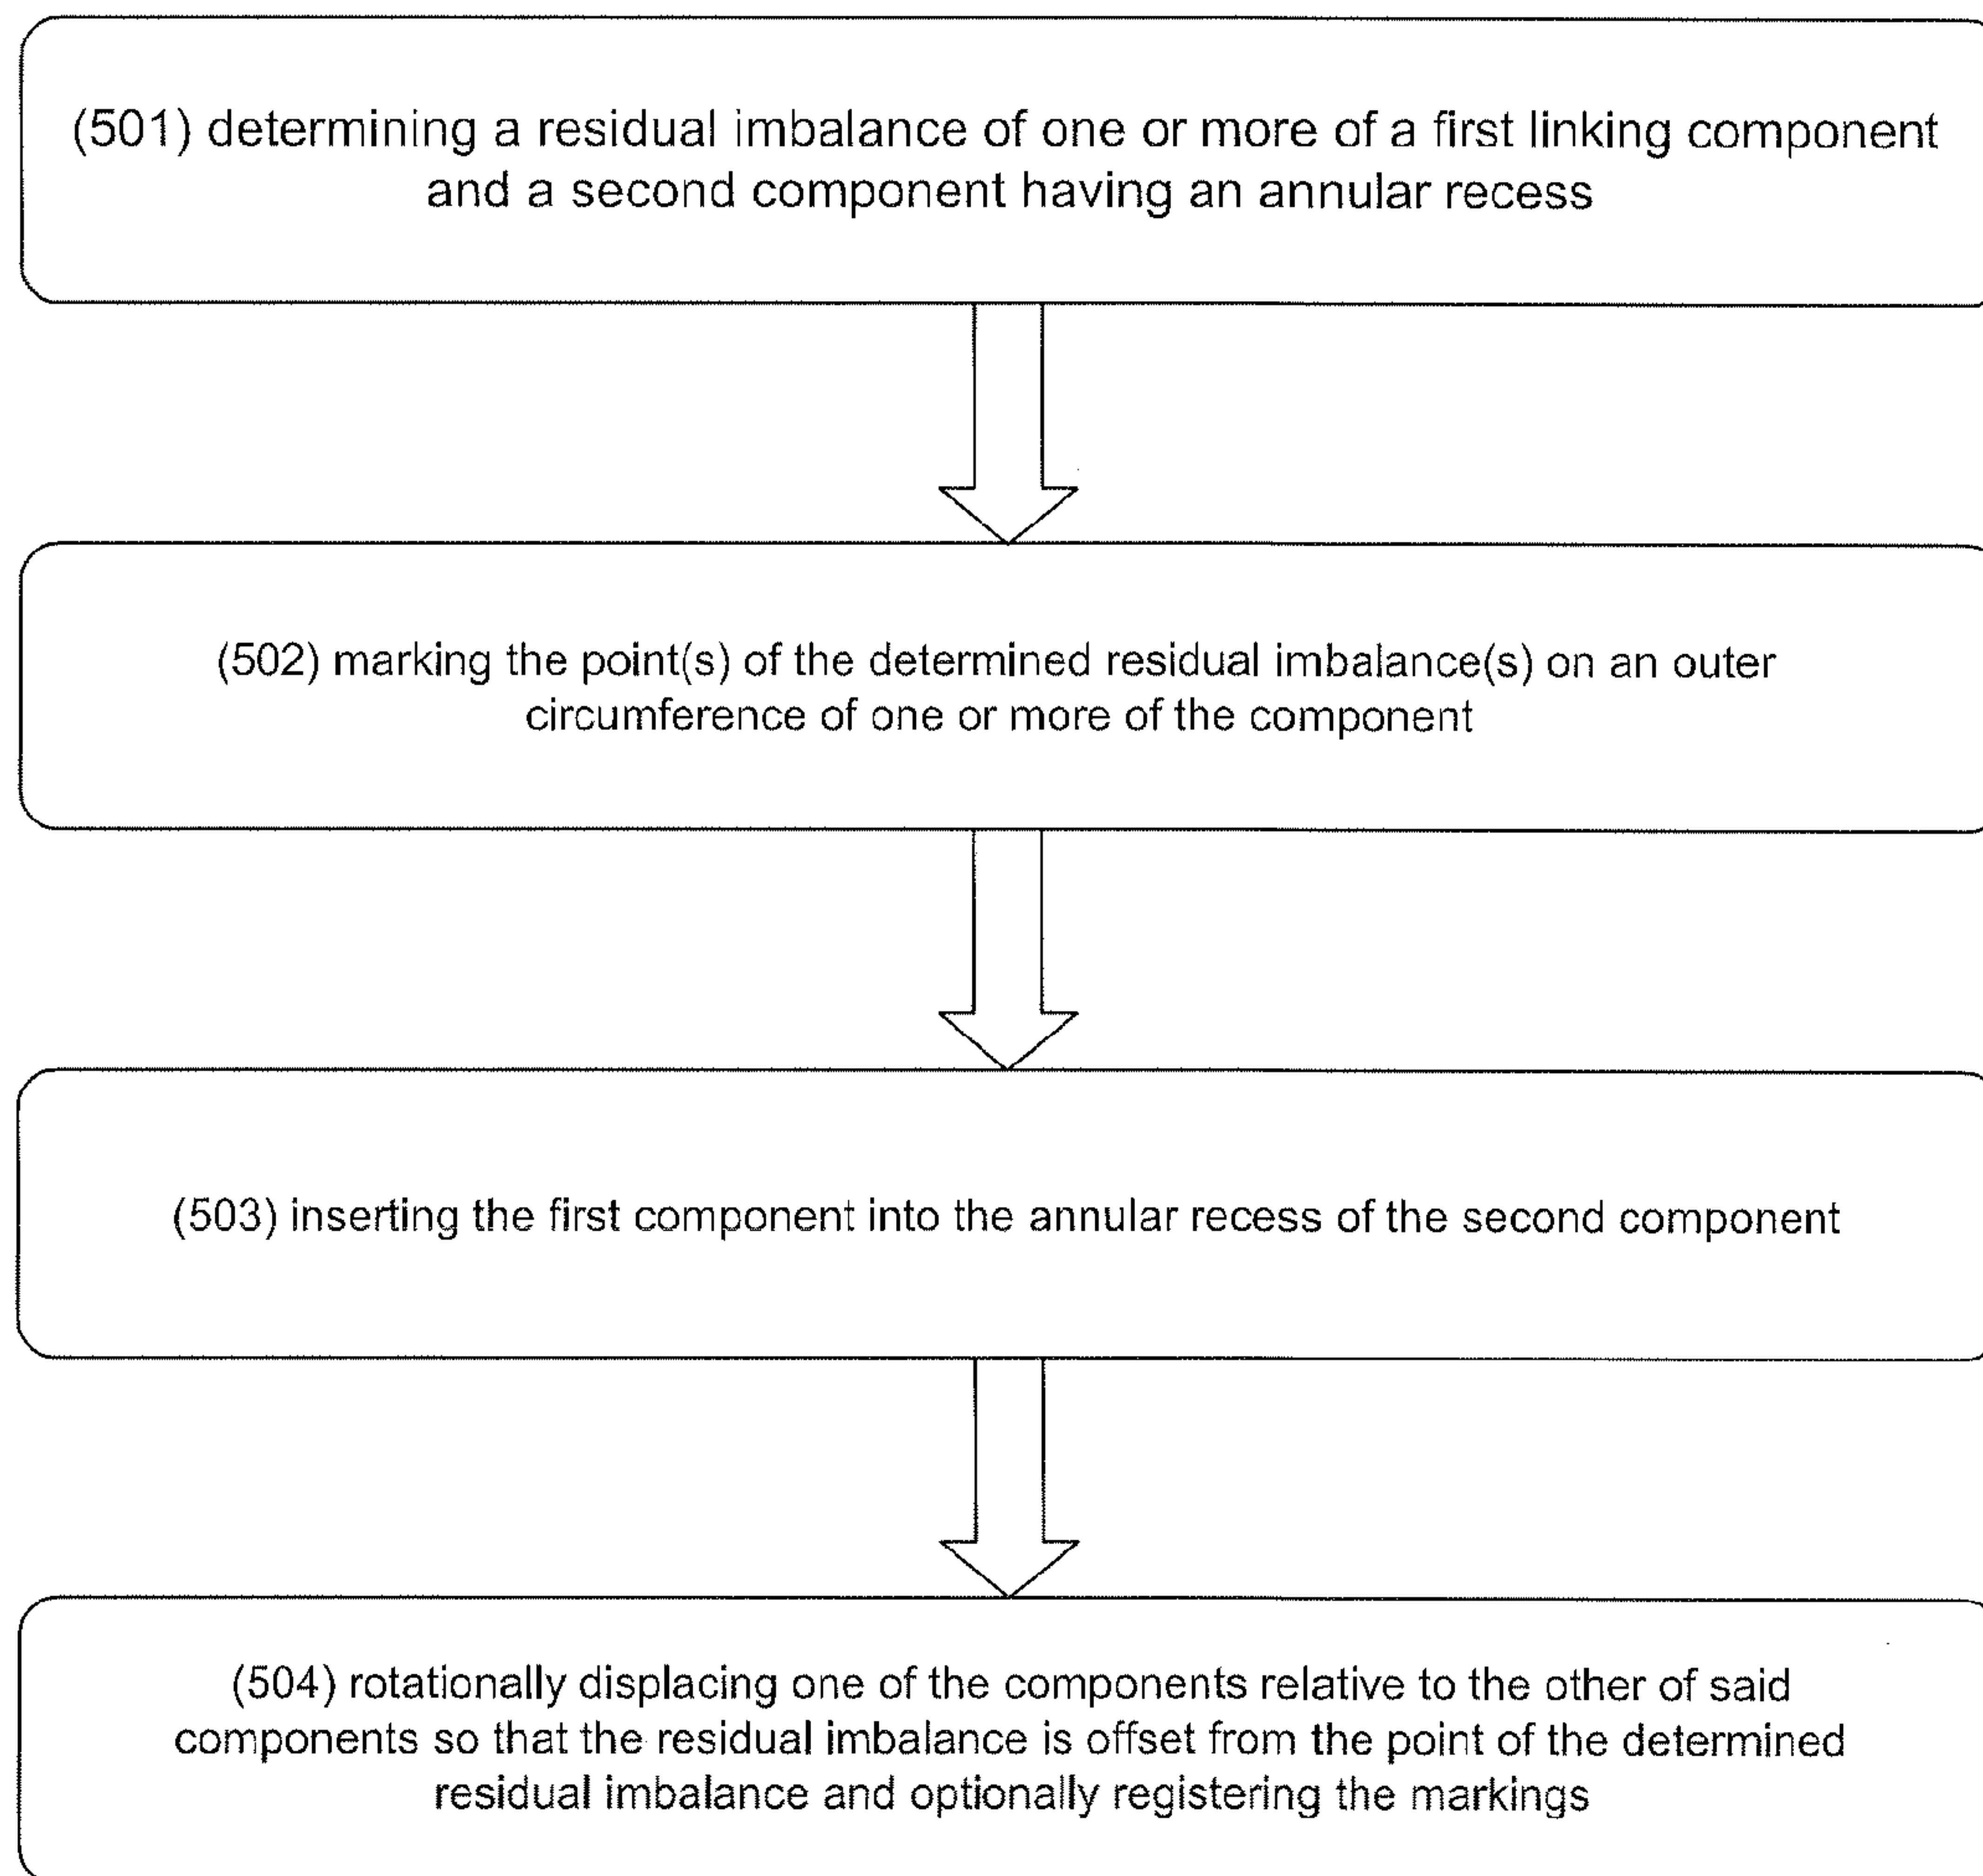 (501) determining a residual imbalance of one or more of a first linking component
and a second component having an annular recess
(502) marking the point(s) of the determined residual imbalance(s) on an outer
circumference of one or more of the component
(503) inserting the first component into the annular recess of the second component
(504) rotationally displacing one of the components relative to the other of said
components so that the residual imbalance is offset from the point of the determined
residual imbalance and optionally registering the markings